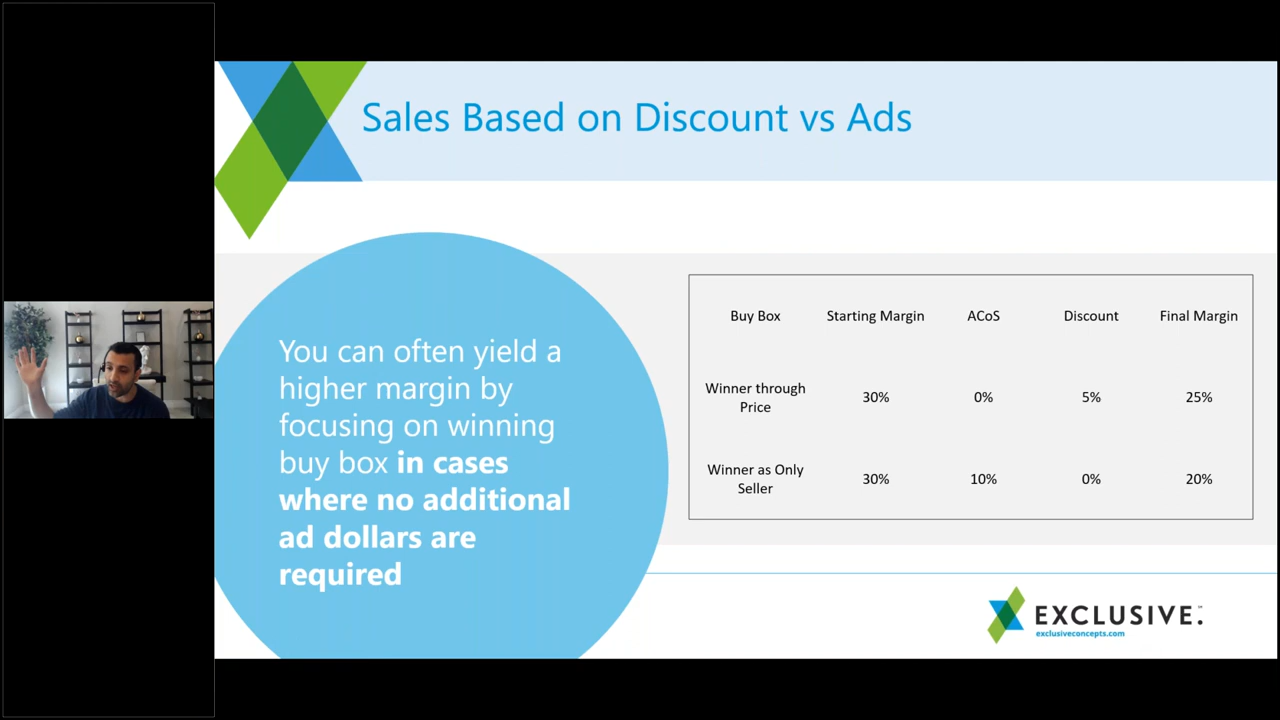 Sales Based on Discount vs Ads
You can often yield a
higher margin by
focusing on winning
buy box in cases
where no additional
ad dollars are
required
Buy Box Starting Margin ACoS Discount Final Margin
Winner through
Price
30% 0% 5% 25%
Winner as Only
Seller
30% 10% 0% 20%
EXCLUSIVE.
exclusiveconcepts.com